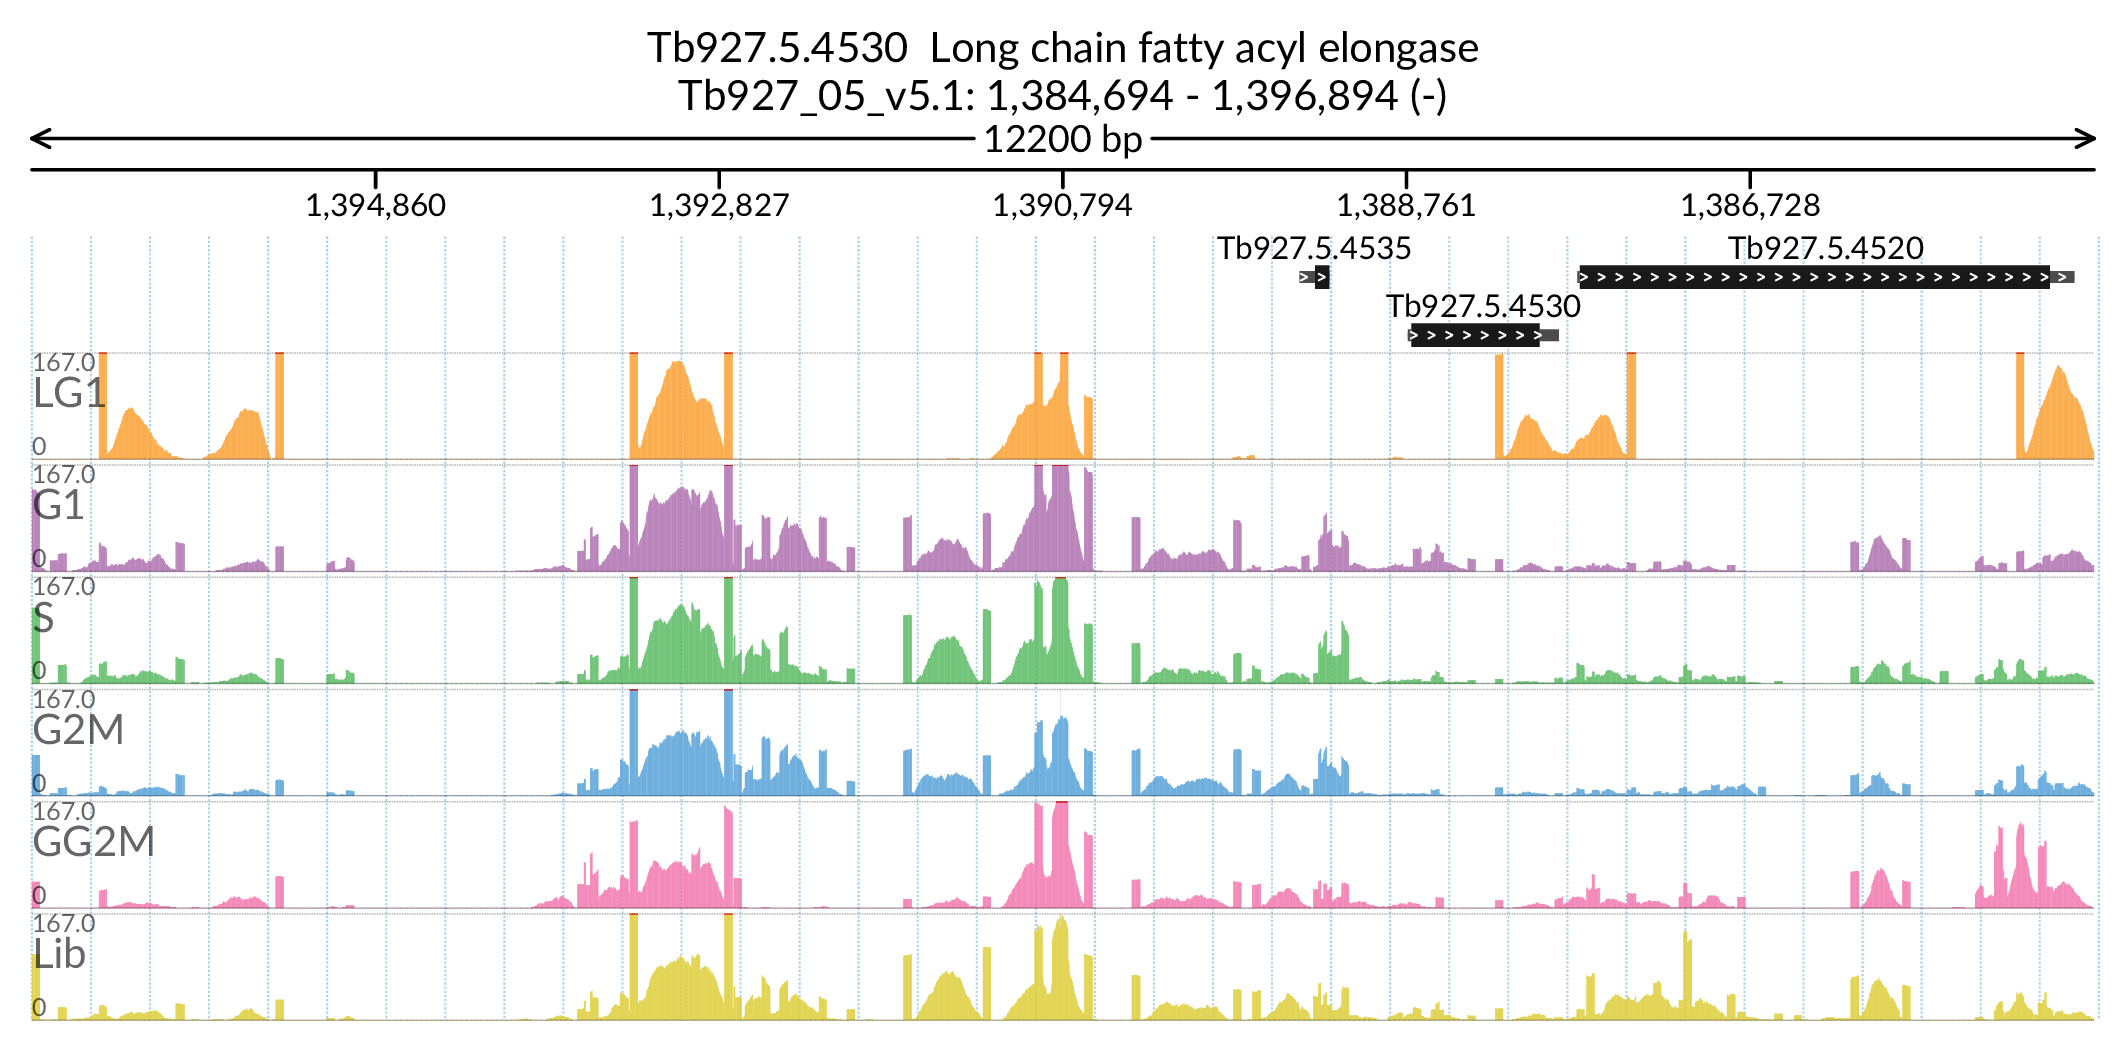 Tb927.5.4530 Long chain fatty acyl elongase
Tb927_05_v5.1: 1,384,694 - 1,396,894 (-)
12200 bp
1,394,860 1,392,827 1,390,794 1,388,761 1,386,728
Tb927.5.4535 Tb927.5.4520
Tb927.5.4530
167.0
LG1
0
167.0
G1
0
167.0
S
0
167.0
G2M
0
167.0
GG2M
0
167.0
Lib
0